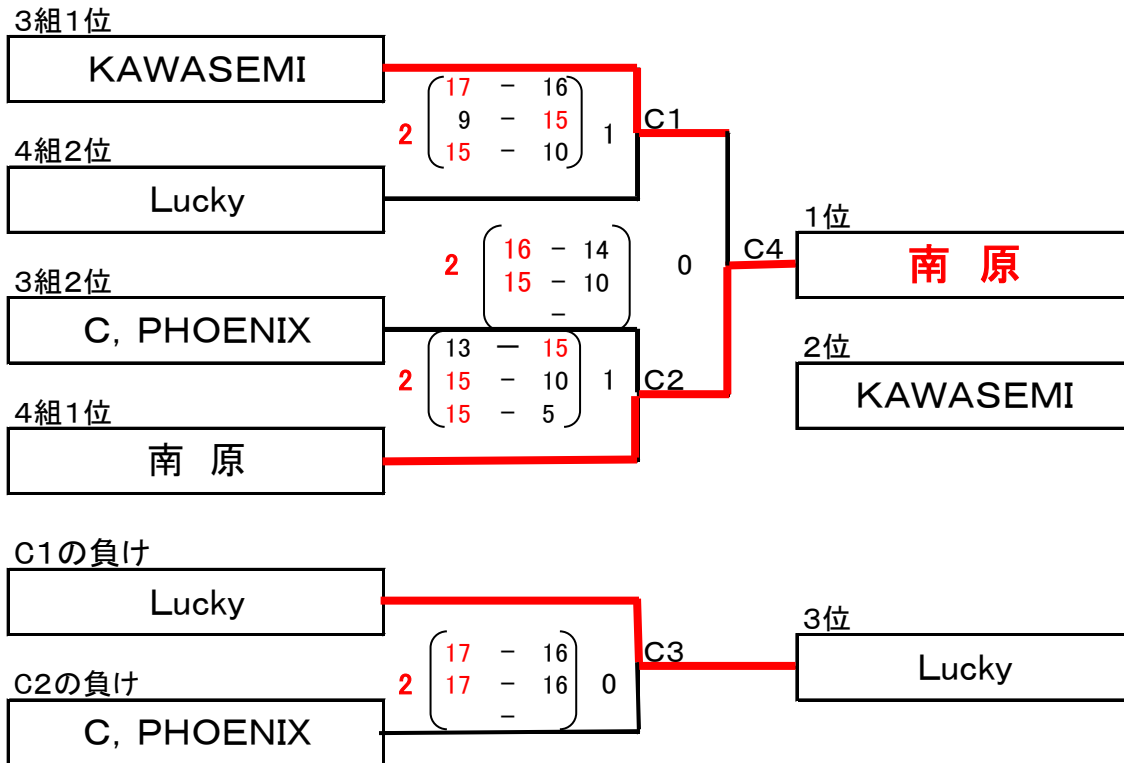 3組1位
KAWASEMI
17 - 16
9 - 15
15 - 10
2
1
C1
4組2位
Lucky
1位
南 原
16 - 14
15 - 10
-
2
0
C4
3組2位
C, PHOENIX
13 - 15
15 - 10
15 - 5
2
1
C2
2位
KAWASEMI
4組1位
南 原
C1の負け
Lucky
17 - 16
17 - 16
-
2
0
C3
3位
Lucky
C2の負け
C, PHOENIX